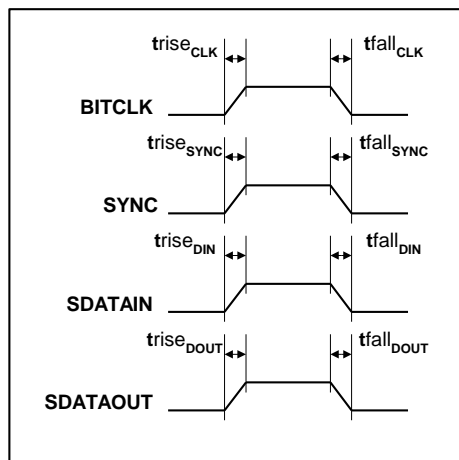 triseCLK tfallCLK
BITCLK
triseSYNC tfallSYNC
SYNC
triseDIN tfallDIN
SDATAIN
triseDOUT tfallDOUT
SDATAOUT